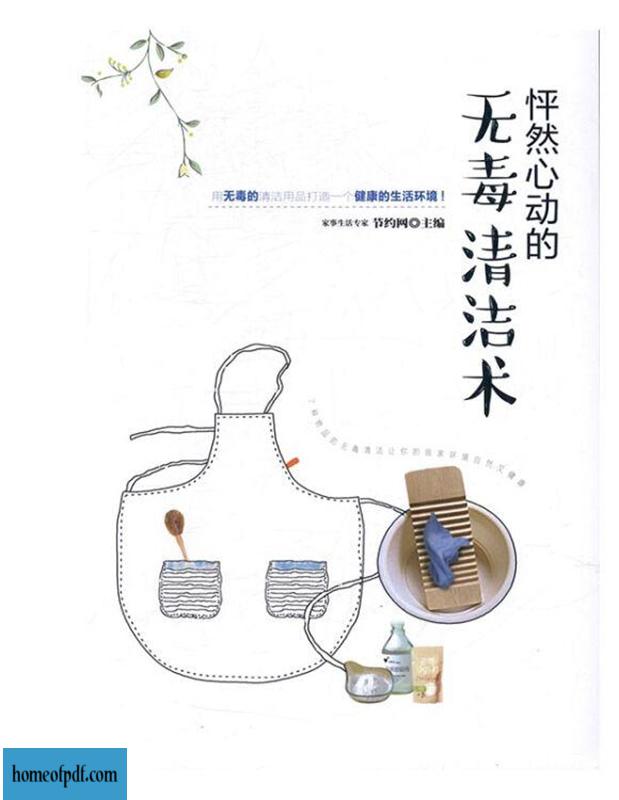 怦然心动的
无毒清洁术
用无毒的清洁用品打造一个健康的生活环境！
家事生活专家 节约网◎主编
homeofpdf.com